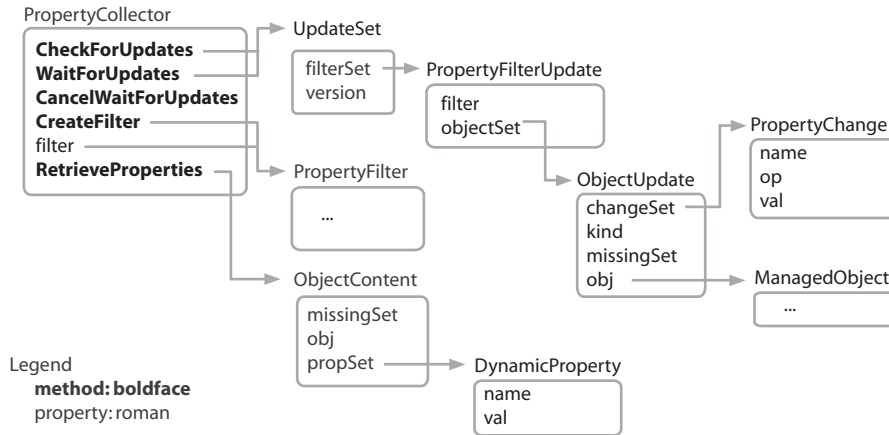 PropertyCollector
CheckForUpdates
WaitForUpdates
CancelWaitForUpdates
CreateFilter
filter
RetrieveProperties
UpdateSet
filterSet
version
PropertyFilterUpdate
filter
objectSet
PropertyChange
name
op
val
PropertyFilter
...
ObjectUpdate
changeSet
kind
missingSet
obj
ManagedObject
...
ObjectContent
missingSet
obj
propSet
DynamicProperty
name
val
Legend
method: boldface
property: roman